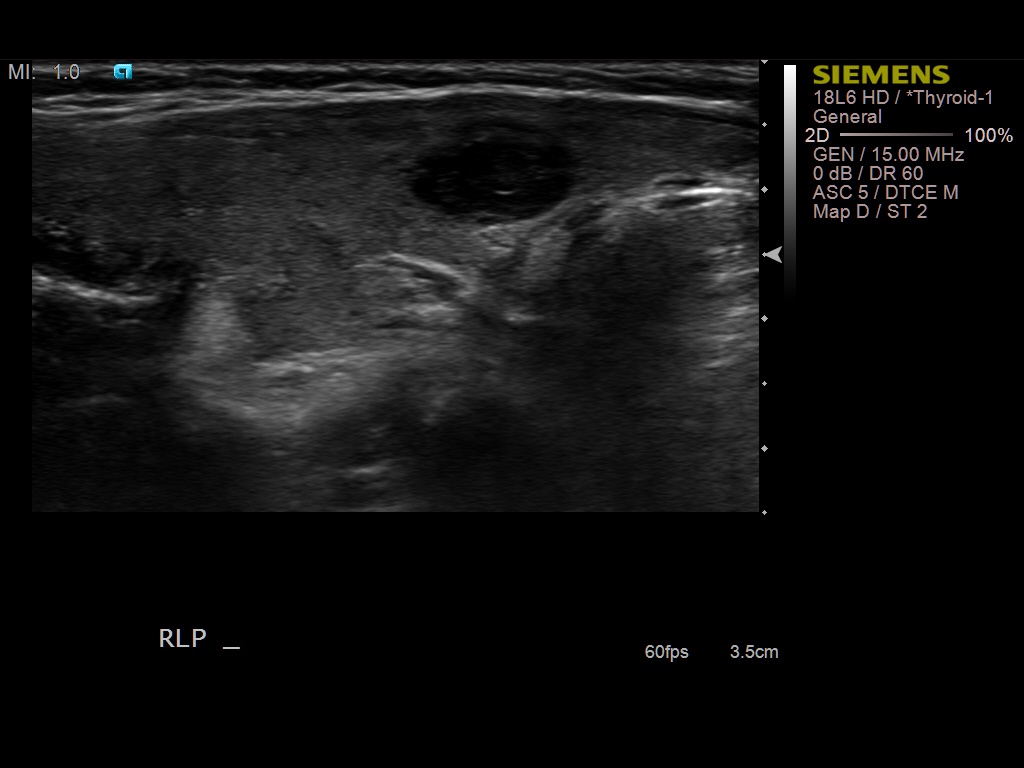 MI: 1.0
SIEMENS
18L6 HD / *Thyroid-1
General
2D 100%
GEN / 15.00 MHz
0 dB / DR 60
ASC 5 / DTCE M
Map D / ST 2
RLP _
60fps 3.5cm